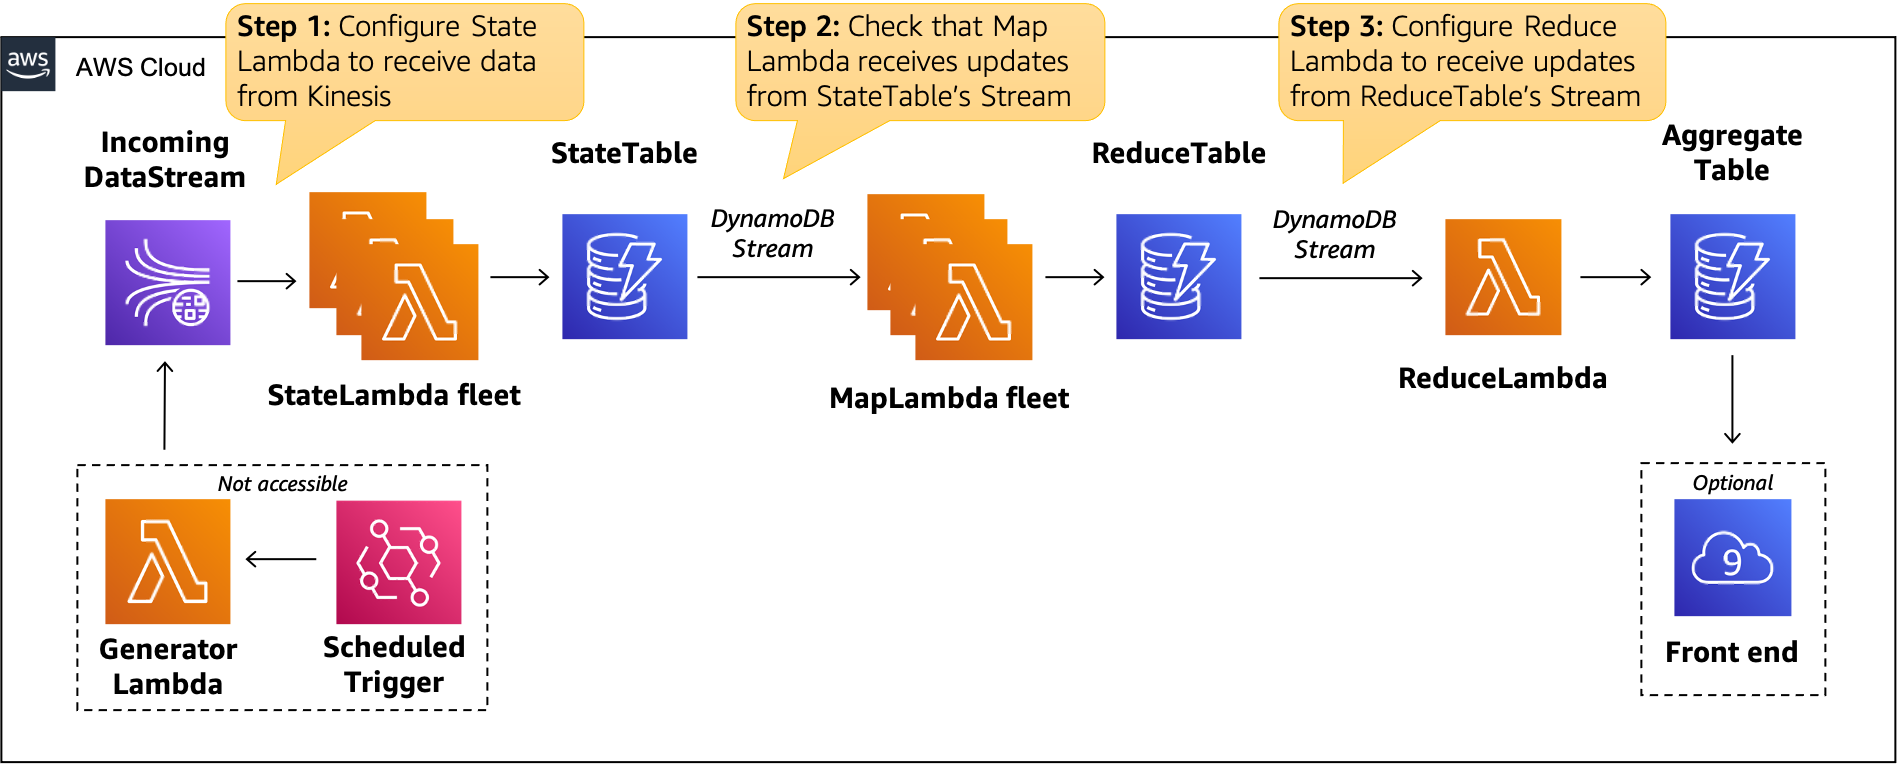 Step 1: Configure State
Lambda to receive data
from Kinesis
Step 2: Check that Map
Lambda receives updates
from StateTable's Stream
Step 3: Configure Reduce
Lambda to receive updates
from ReduceTable's Stream
aws
AWS Cloud
Incoming
DataStream
StateTable
ReduceTable
Aggregate
Table
DynamoDB
Stream
DynamoDB
Stream
StateLambda fleet
MapLambda fleet
ReduceLambda
Not accessible
Generator
Lambda
Scheduled
Trigger
Optional
9
Front end